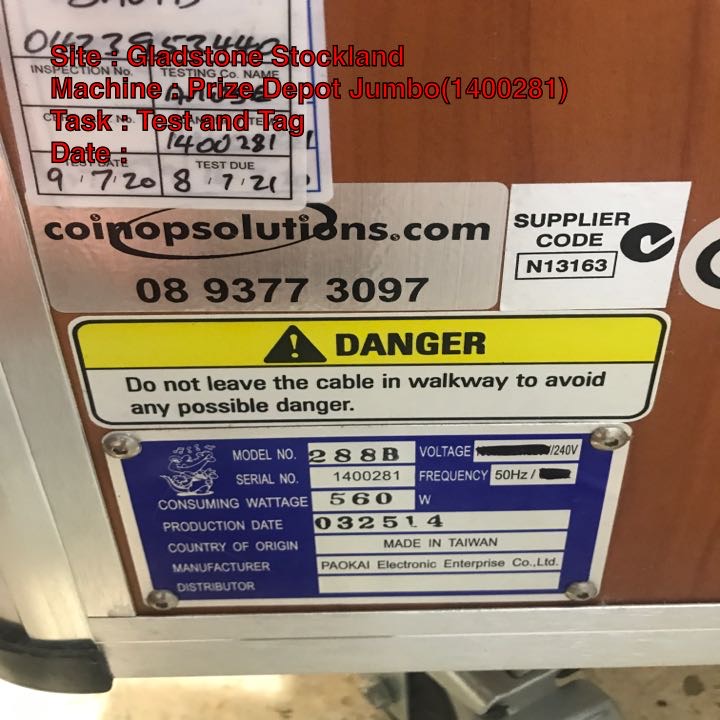 Site : Gladstone Stockland
INSPECTION No. TESTING Co. NAME
Machine : Prize Depot Jumbo(1400281)
Task : Test and Tag
1400281
Date :
TEST DATE TEST DUE
9 / 7 / 20 8 / 7 / 21
coinopsolutions.com
08 9377 3097
SUPPLIER
CODE
N13163
DANGER
Do not leave the cable in walkway to avoid
any possible danger.
MODEL NO. 288B VOLTAGE /240V
SERIAL NO. 1400281 FREQUENCY 50Hz /
CONSUMING WATTAGE 560 W
PRODUCTION DATE 032514
COUNTRY OF ORIGIN MADE IN TAIWAN
MANUFACTURER PAOKAI Electronic Enterprise Co.,Ltd.
DISTRIBUTOR